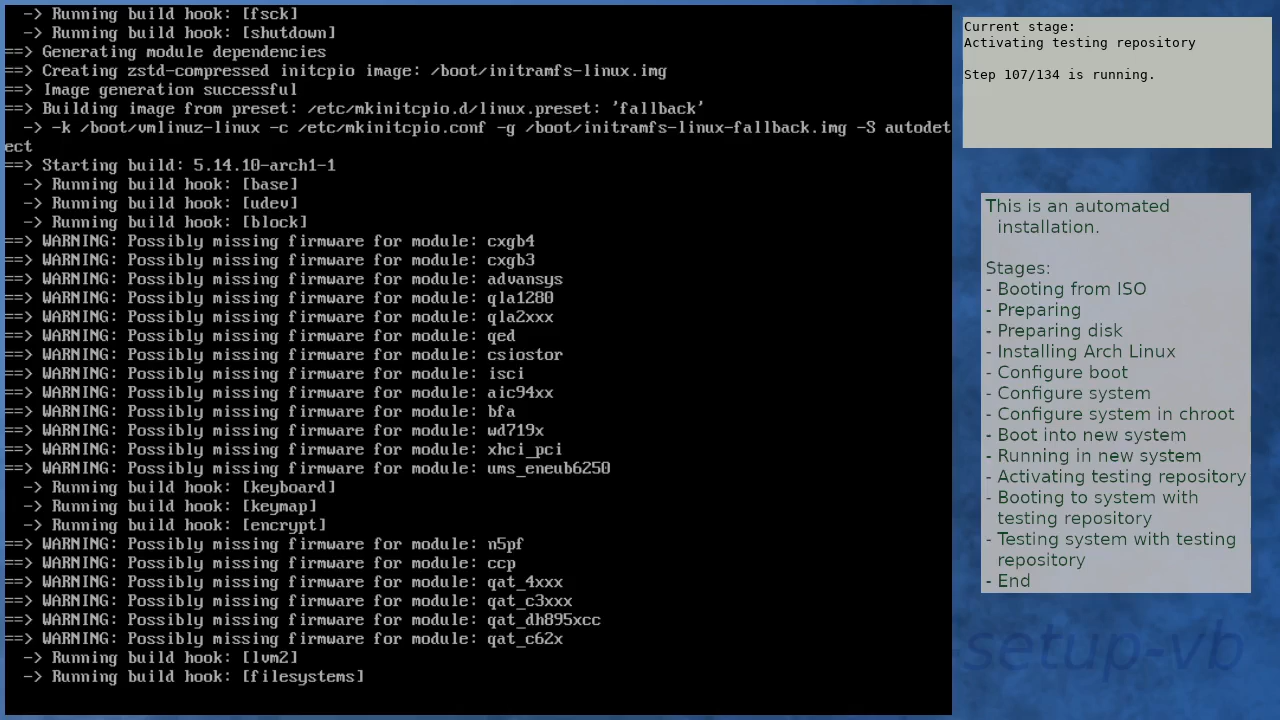 -> Running build hook: [fsck]
  -> Running build hook: [shutdown]
==> Generating module dependencies
==> Creating zstd-compressed initcpio image: /boot/initramfs-linux.img
==> Image generation successful
==> Building image from preset: /etc/mkinitcpio.d/linux.preset: 'fallback'
  -> -k /boot/vmlinuz-linux -c /etc/mkinitcpio.conf -g /boot/initramfs-linux-fallback.img -S autodet
ect
==> Starting build: 5.14.10-arch1-1
  -> Running build hook: [base]
  -> Running build hook: [udev]
  -> Running build hook: [block]
==> WARNING: Possibly missing firmware for module: cxgb4
==> WARNING: Possibly missing firmware for module: cxgb3
==> WARNING: Possibly missing firmware for module: advansys
==> WARNING: Possibly missing firmware for module: qla1280
==> WARNING: Possibly missing firmware for module: qla2xxx
==> WARNING: Possibly missing firmware for module: qed
==> WARNING: Possibly missing firmware for module: csiostor
==> WARNING: Possibly missing firmware for module: isci
==> WARNING: Possibly missing firmware for module: aic94xx
==> WARNING: Possibly missing firmware for module: bfa
==> WARNING: Possibly missing firmware for module: wd719x
==> WARNING: Possibly missing firmware for module: xhci_pci
==> WARNING: Possibly missing firmware for module: ums_eneub6250
  -> Running build hook: [keyboard]
  -> Running build hook: [keymap]
  -> Running build hook: [encrypt]
==> WARNING: Possibly missing firmware for module: n5pf
==> WARNING: Possibly missing firmware for module: ccp
==> WARNING: Possibly missing firmware for module: qat_4xxx
==> WARNING: Possibly missing firmware for module: qat_c3xxx
==> WARNING: Possibly missing firmware for module: qat_dh895xcc
==> WARNING: Possibly missing firmware for module: qat_c62x
  -> Running build hook: [lvm2]
  -> Running build hook: [filesystems]
Current stage:
Activating testing repository
Step 107/134 is running.
This is an automated
installation.
Stages:
- Booting from ISO
- Preparing
- Preparing disk
- Installing Arch Linux
- Configure boot
- Configure system
- Configure system in chroot
- Boot into new system
- Running in new system
- Activating testing repository
- Booting to system with
testing repository
- Testing system with testing
repository
- End
-setup-vb